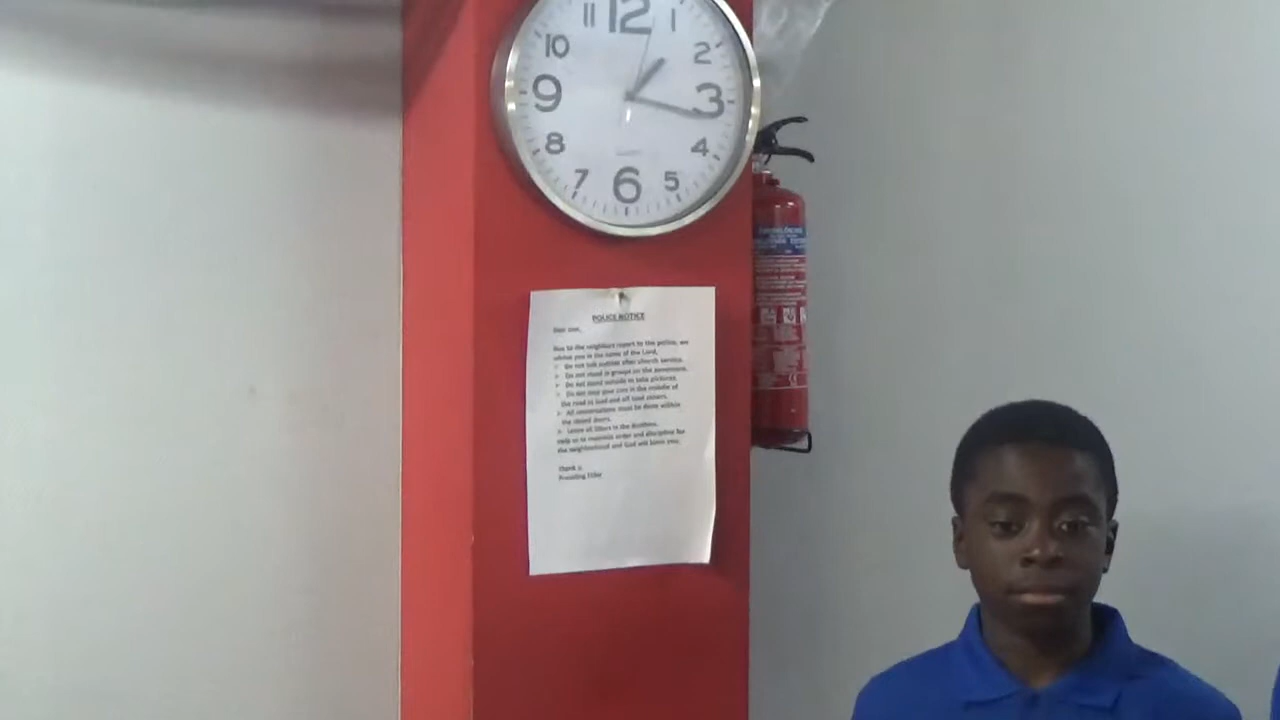 11 12 1
10 2
9 3
8 4
7 6 5
POLICE NOTICE
Dear user,
Due to the neighbors report to the police, we
advise you in the name of the Lord,
Do not talk outside after church service.
Do not stand in groups on the pavement.
Do not stand outside to take pictures.
Do not stop your cars in the middle of
the road to load and off load
All conversations must be done within
the closed doors.
Leave all litters in the dustbins.
Help us to maintain order and discipline for
the neighborhood and God will bless you.
Thank u.
Presiding Elder